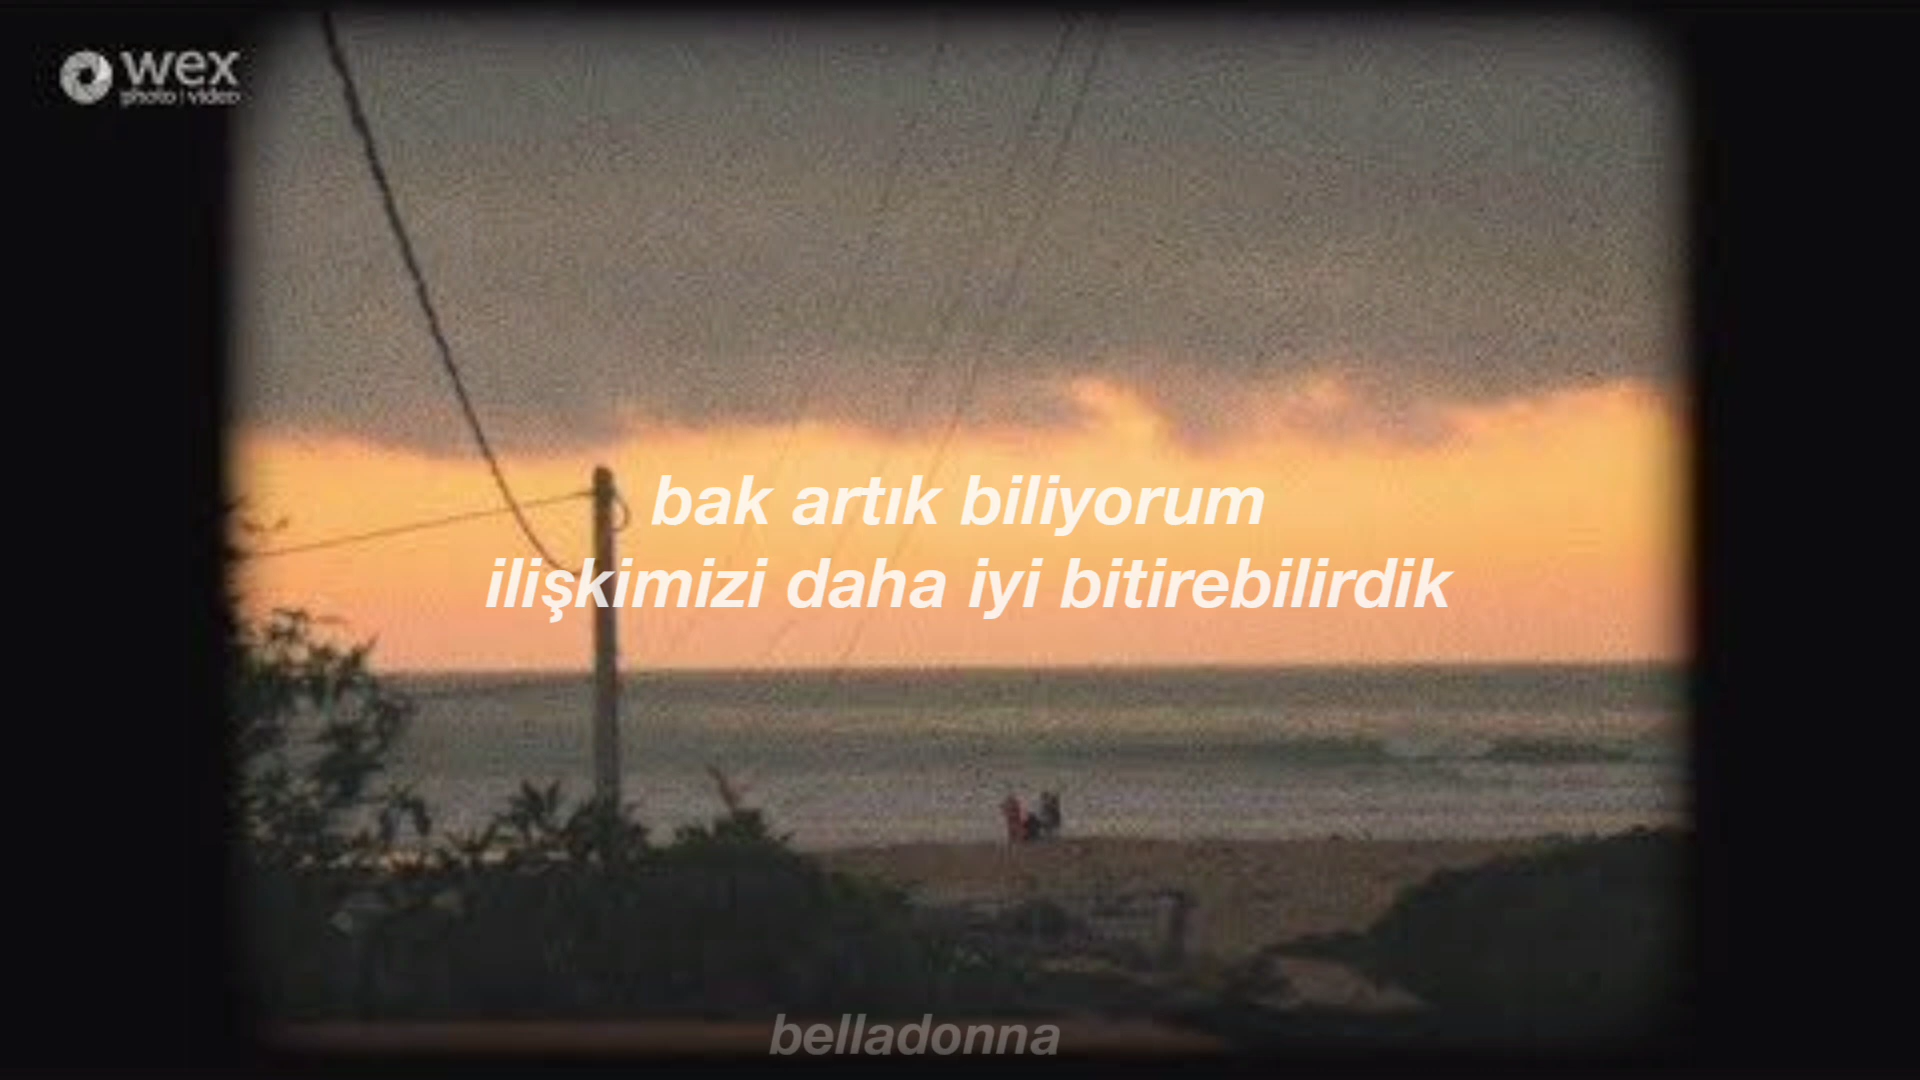 wex
photo | video
bak artık biliyorum
ilişkimizi daha iyi bitirebilirdik
belladonna